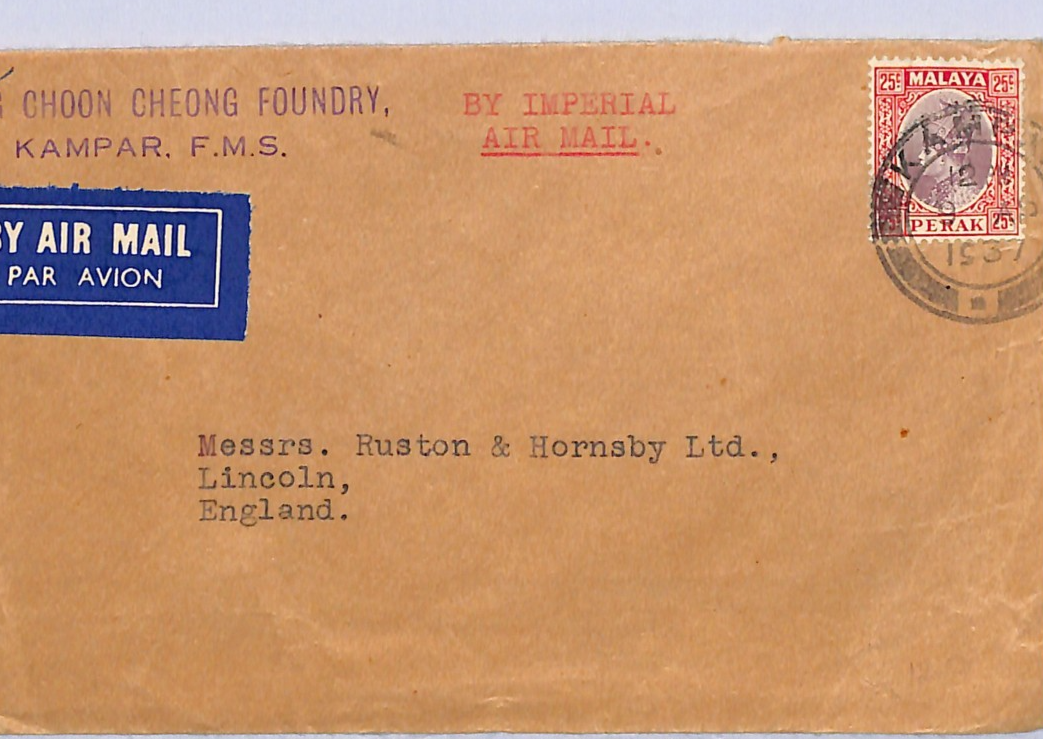 CHOON CHEONG FOUNDRY,
KAMPAR, F.M.S.
BY IMPERIAL
AIR MAIL.
25c MALAYA 25c
PERAK 25c
12
1937
BY AIR MAIL
PAR AVION
Messrs. Ruston & Hornsby Ltd.,
Lincoln,
England.